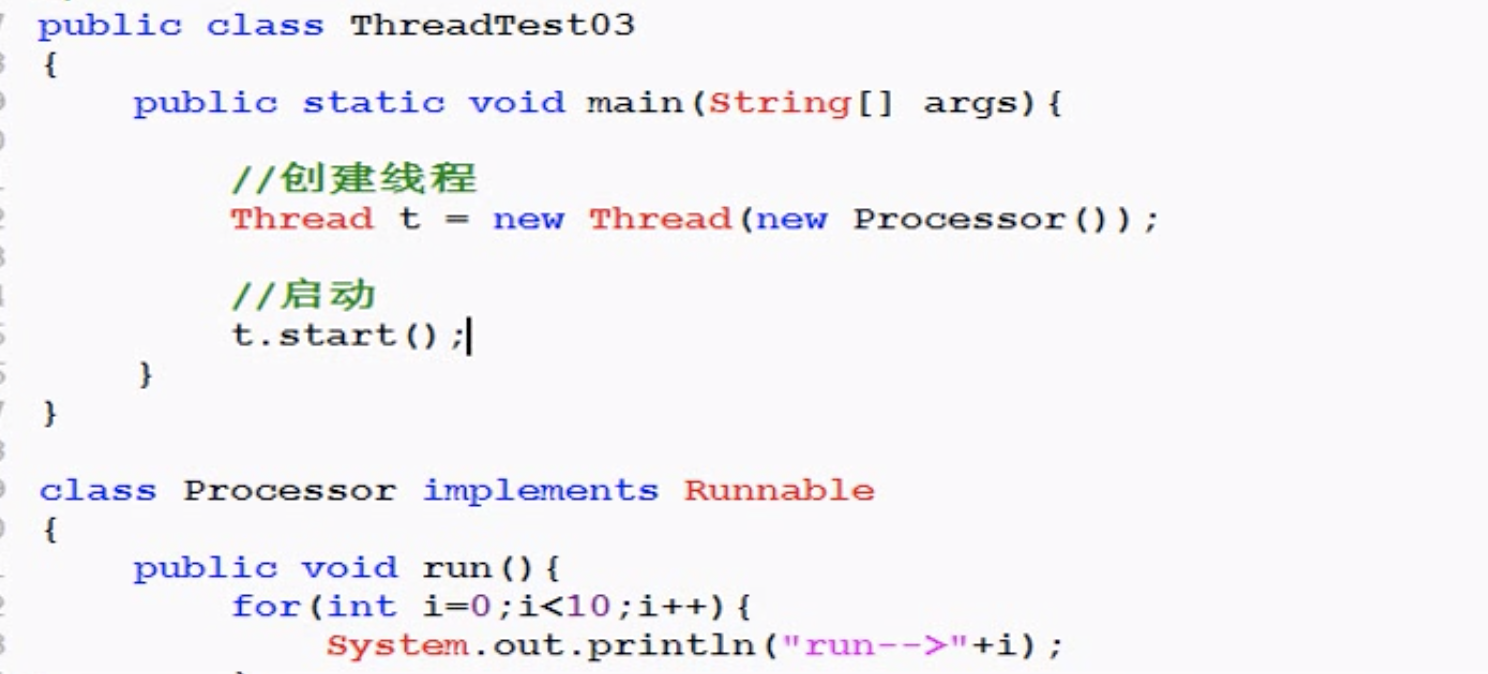 public class ThreadTest03
{
public static void main(String[] args){
//创建线程
Thread t = new Thread(new Processor());
//启动
t.start();
}
}
class Processor implements Runnable
{
public void run(){
for(int i=0;i<10;i++){
System.out.println("run-->"+i);